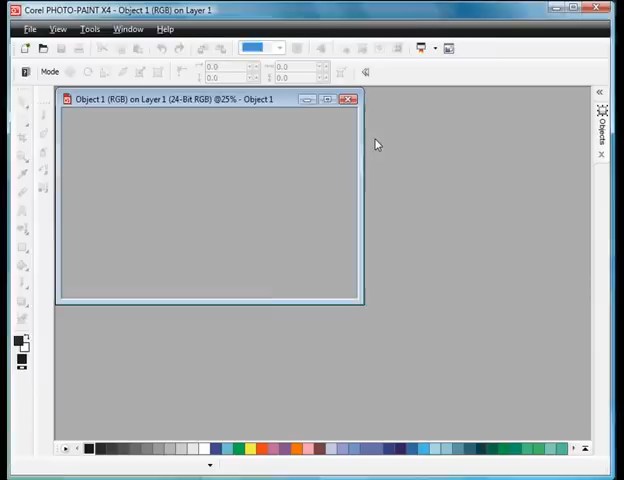 Corel PHOTO-PAINT X4 - Object 1 (RGB) on Layer 1
File View Tools Window Help
Mode 0.0 0.0
0.0 0.0
Object 1 (RGB) on Layer 1 (24-Bit RGB) @25% - Object 1
Objects